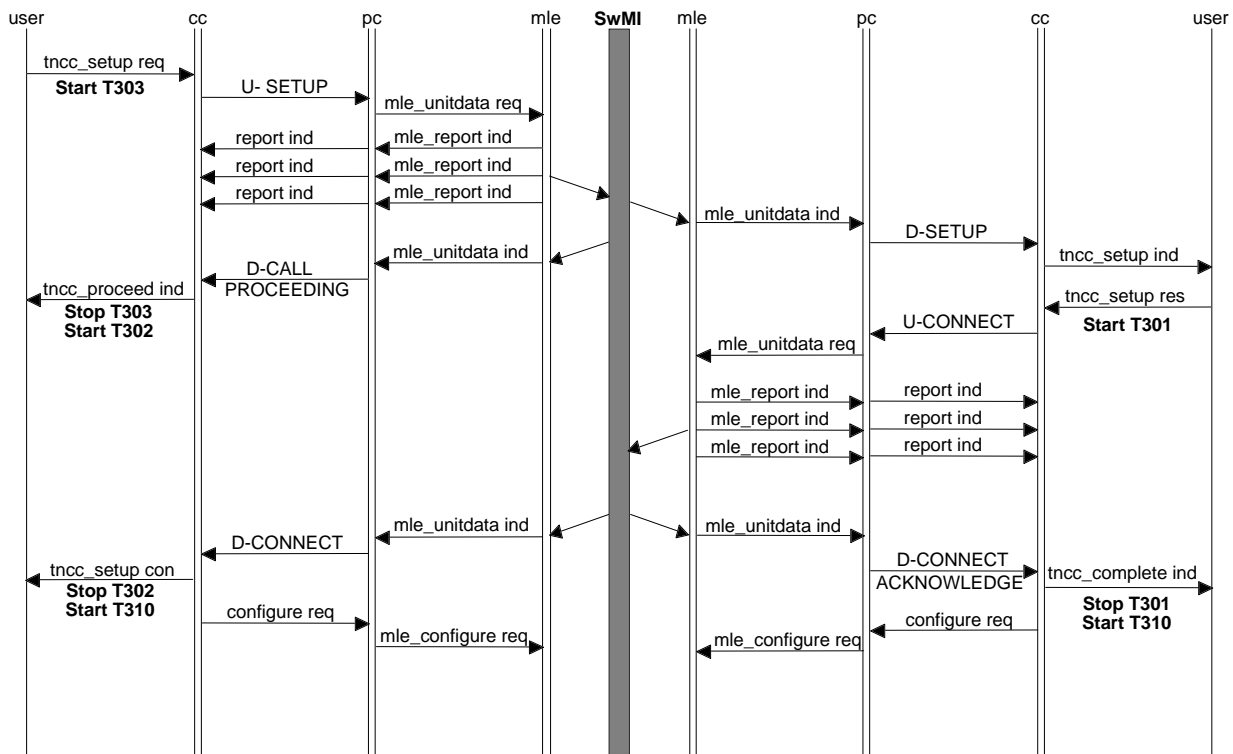 user cc pc mle SwMI mle pc cc user
tncc_setup req
Start T303
U- SETUP
mle_unitdata req
report ind mle_report ind
report ind mle_report ind
report ind mle_report ind
mle_unitdata ind
D-SETUP
tncc_setup ind
mle_unitdata ind
D-CALL
PROCEEDING
tncc_proceed ind
Stop T303
Start T302
tncc_setup res
Start T301
U-CONNECT
mle_unitdata req
mle_report ind report ind
mle_report ind report ind
mle_report ind report ind
mle_unitdata ind
D-CONNECT
tncc_setup con
Stop T302
Start T310
configure req
mle_configure req
mle_unitdata ind
D-CONNECT
ACKNOWLEDGE
tncc_complete ind
Stop T301
Start T310
configure req
mle_configure req